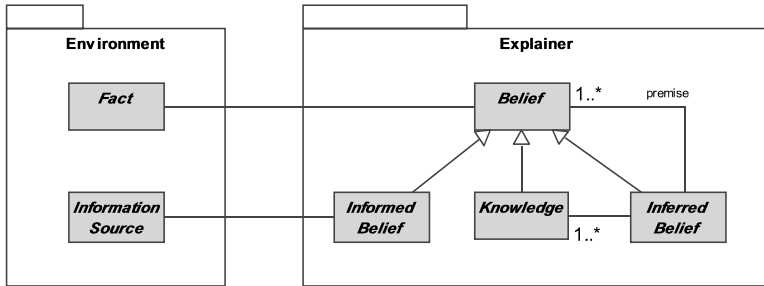 Environment
Explainer
Fact
Belief
1..*
premise
Information
Source
Informed
Belief
Knowledge
1..*
Inferred
Belief